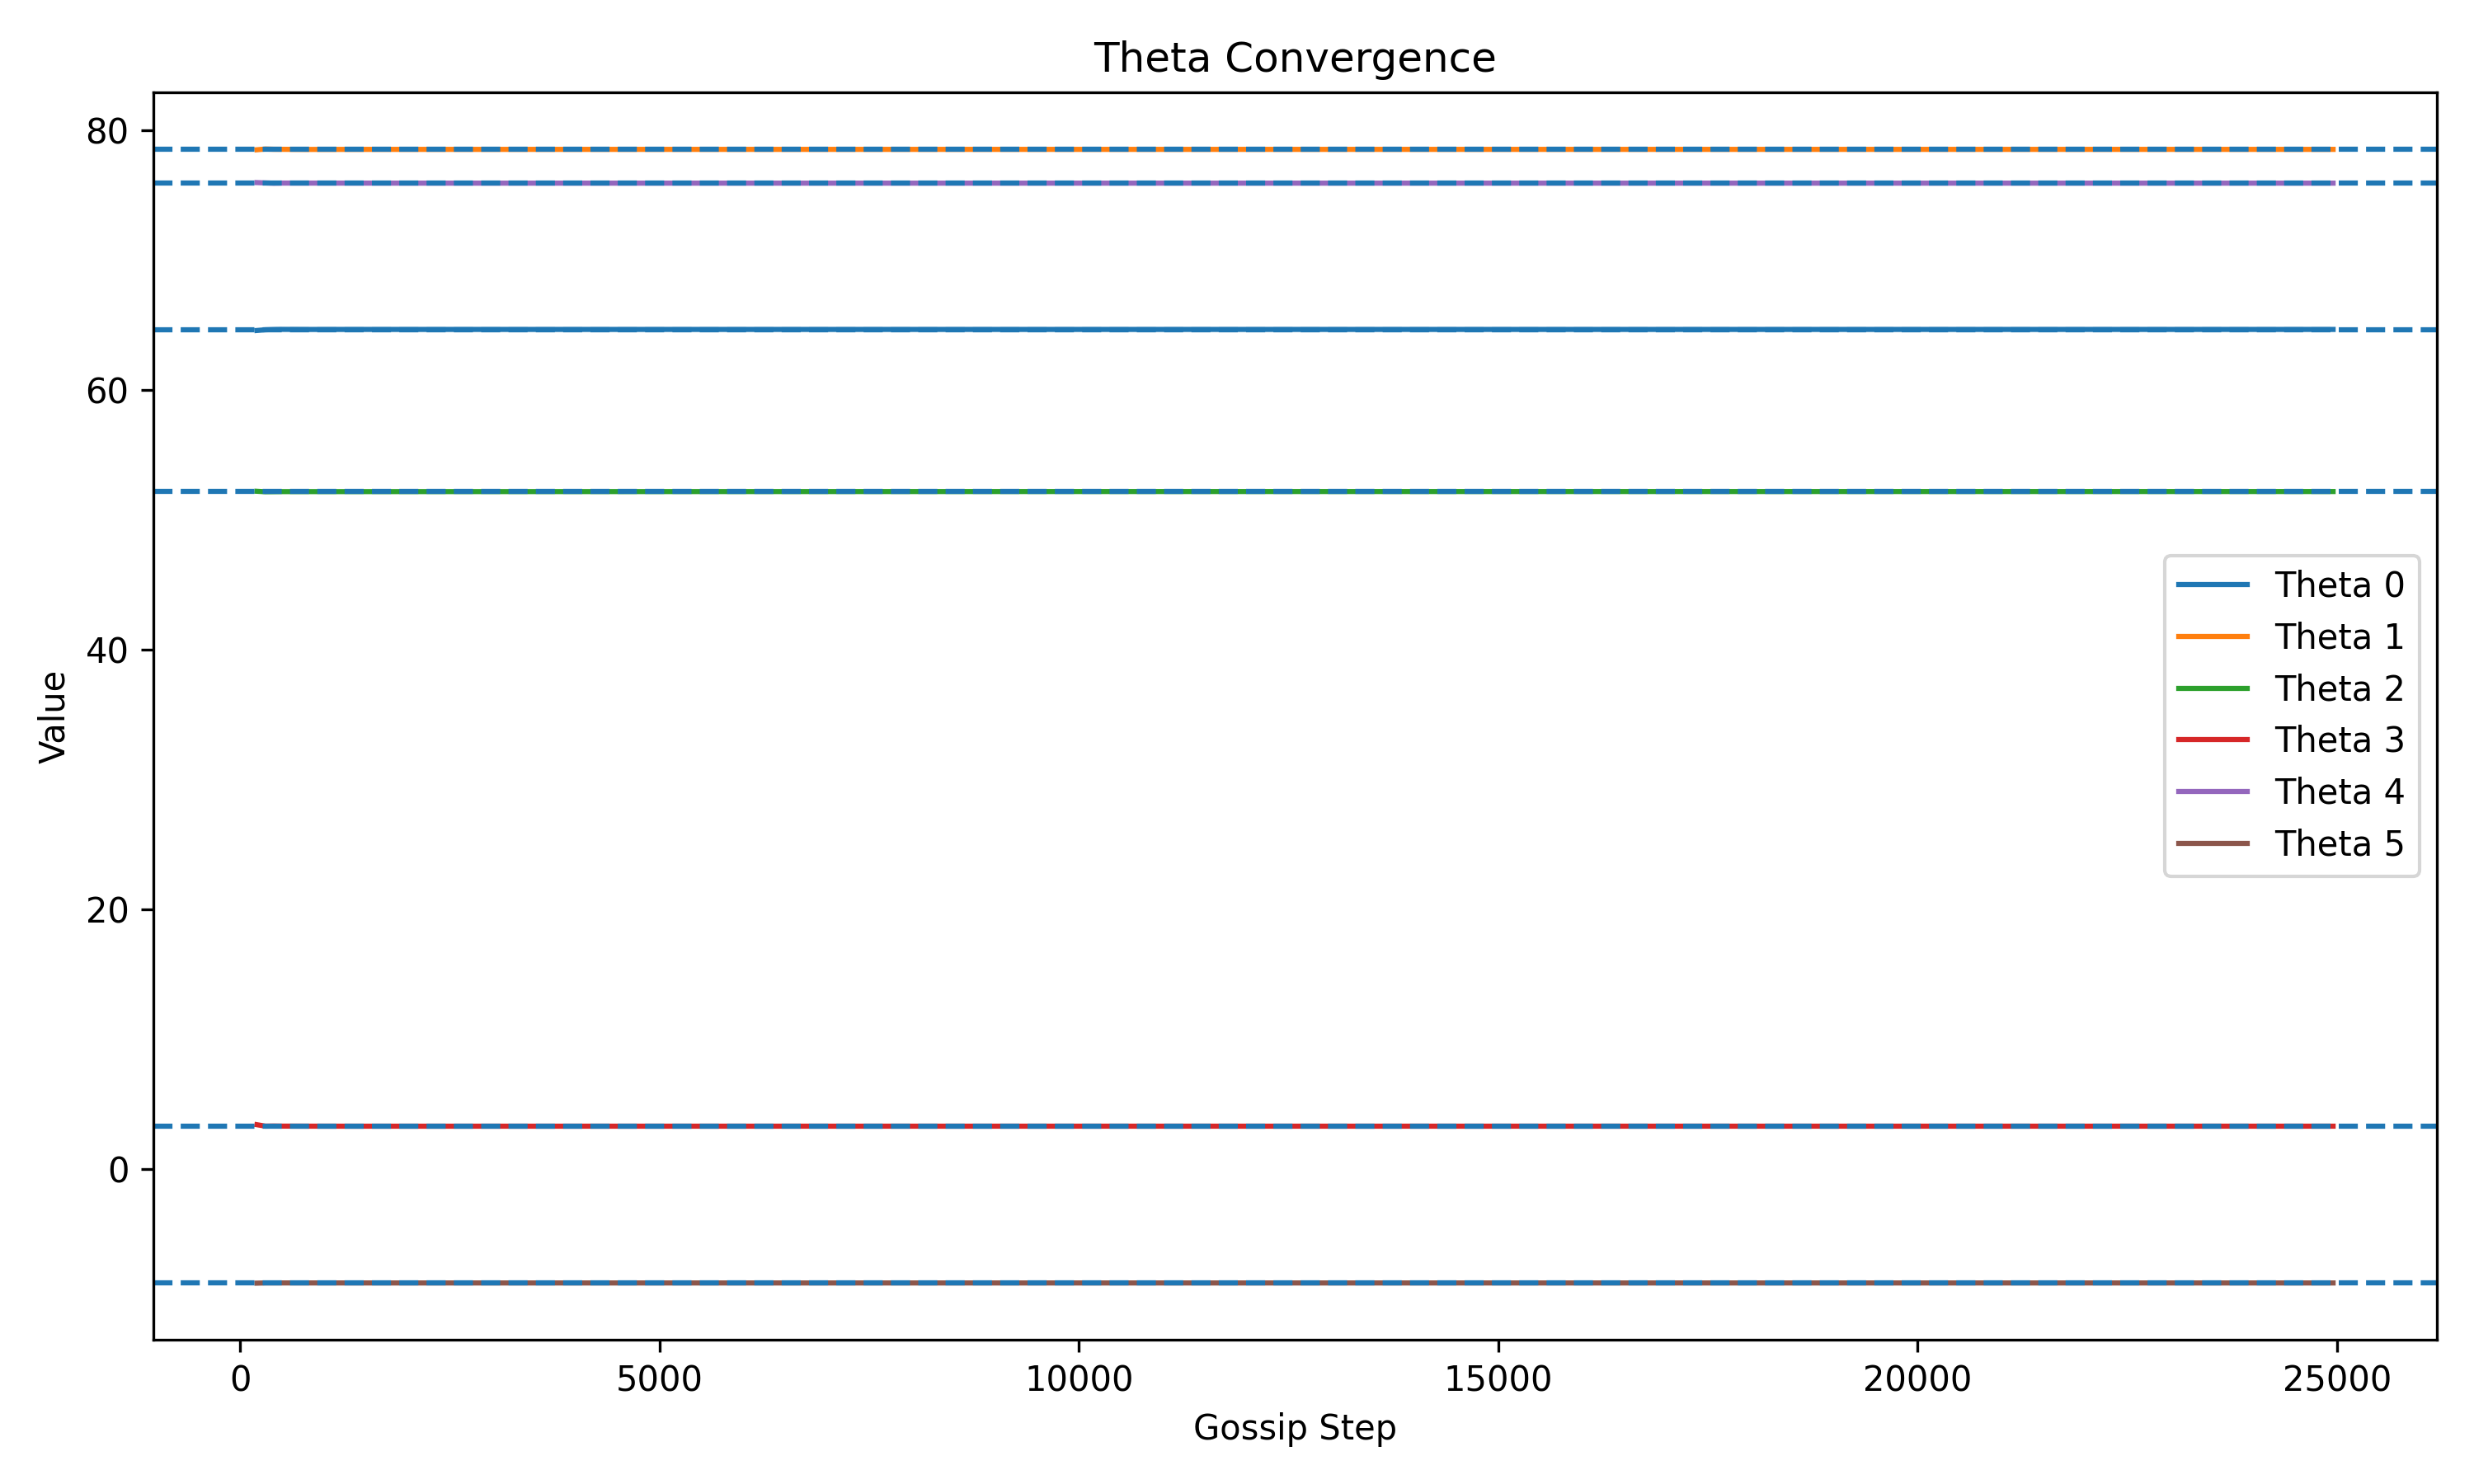 Theta Convergence
80
60
40
20
0
Value
Theta 0
Theta 1
Theta 2
Theta 3
Theta 4
Theta 5
0 5000 10000 15000 20000 25000
Gossip Step